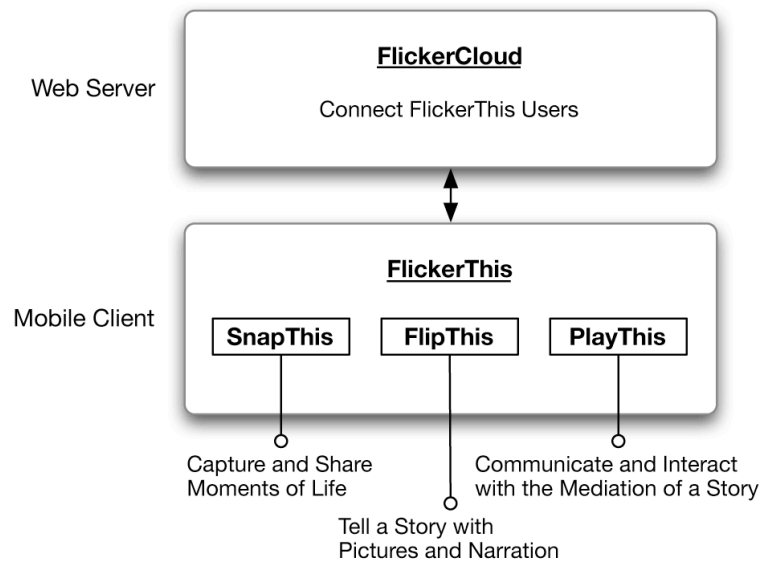 FlickerCloud
Web Server
Connect FlickerThis Users
FlickerThis
Mobile Client
SnapThis
FlipThis
PlayThis
Capture and Share
Moments of Life
Communicate and Interact
with the Mediation of a Story
Tell a Story with
Pictures and Narration